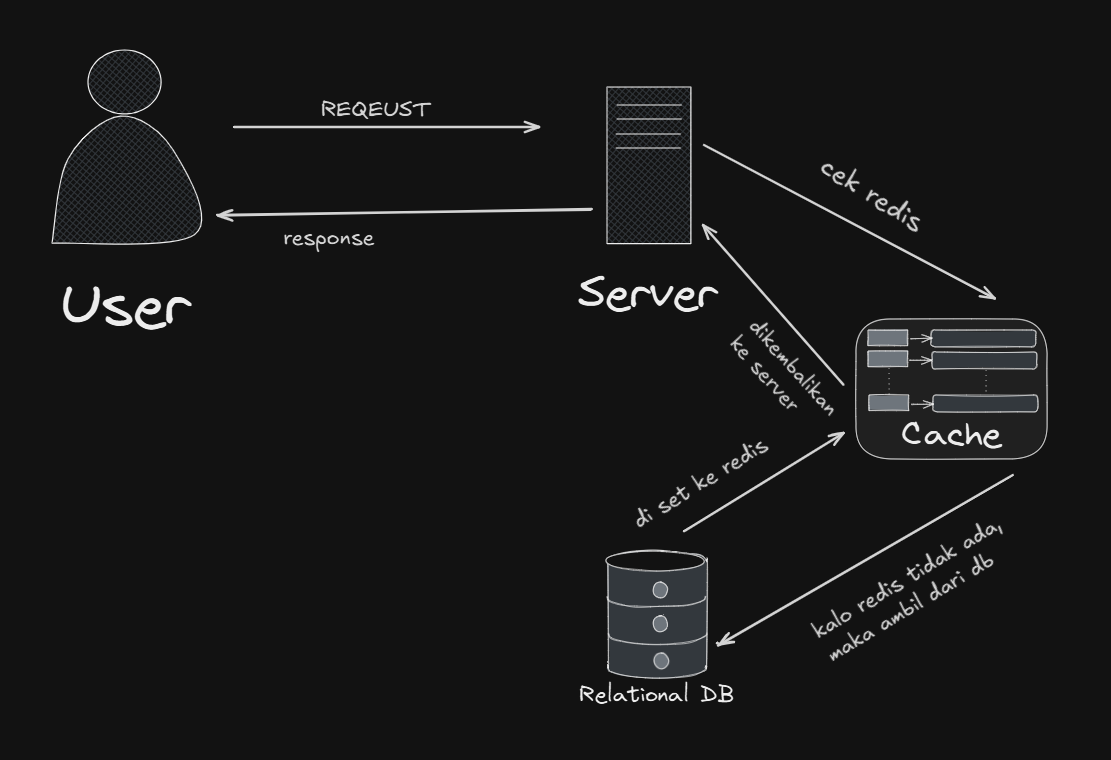 REQEUST
response
User
Server
cek redis
dikembalikan
ke server
Cache
di set ke redis
kalo redis tidak ada,
maka ambil dari db
Relational DB